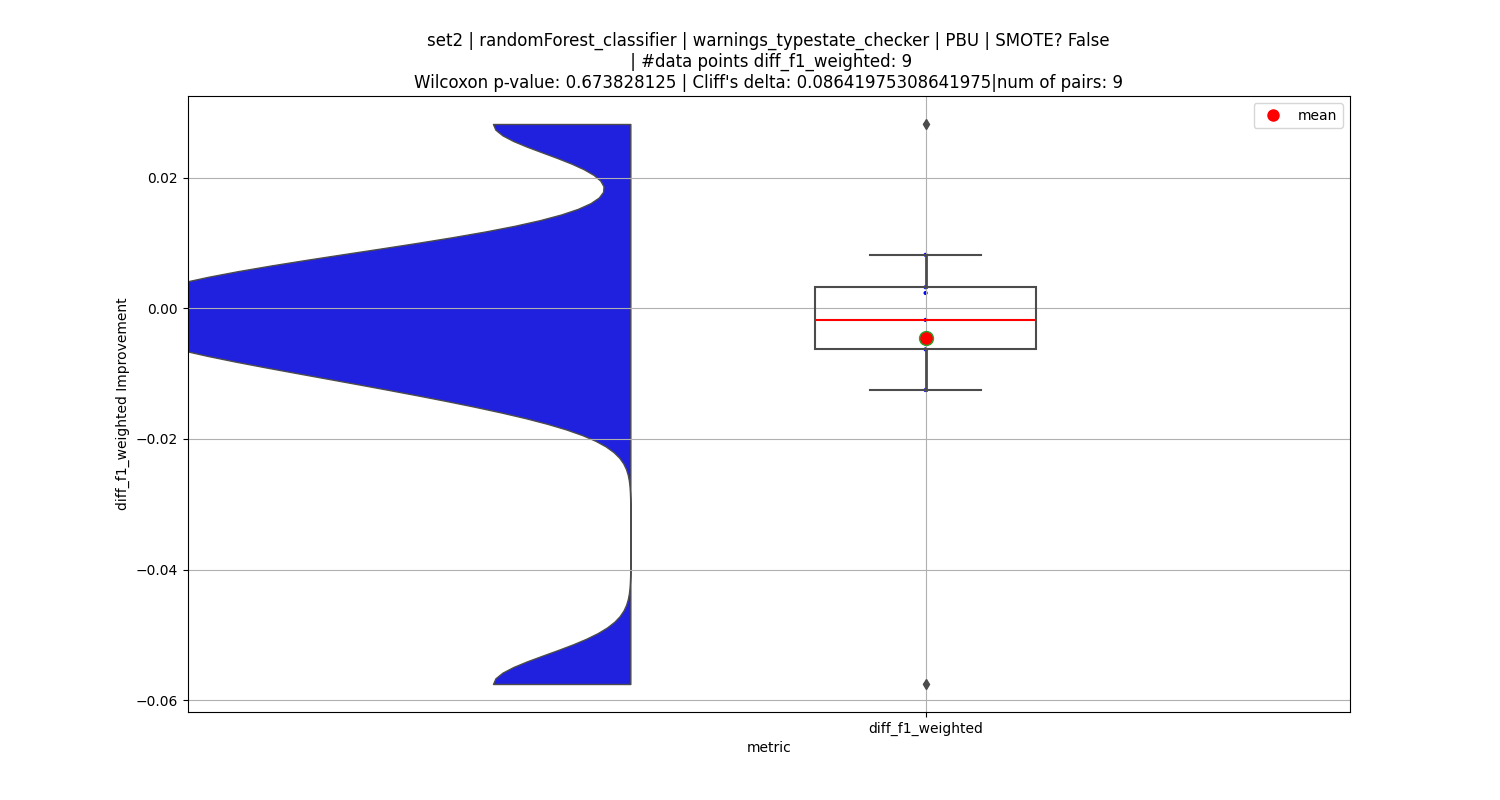 set2 | randomForest_classifier | warnings_typestate_checker | PBU | SMOTE? False
| #data points diff_f1_weighted: 9
Wilcoxon p-value: 0.673828125 | Cliff's delta: 0.08641975308641975|num of pairs: 9
mean
0.02
0.00
−0.02
−0.04
−0.06
diff_f1_weighted Improvement
diff_f1_weighted
metric